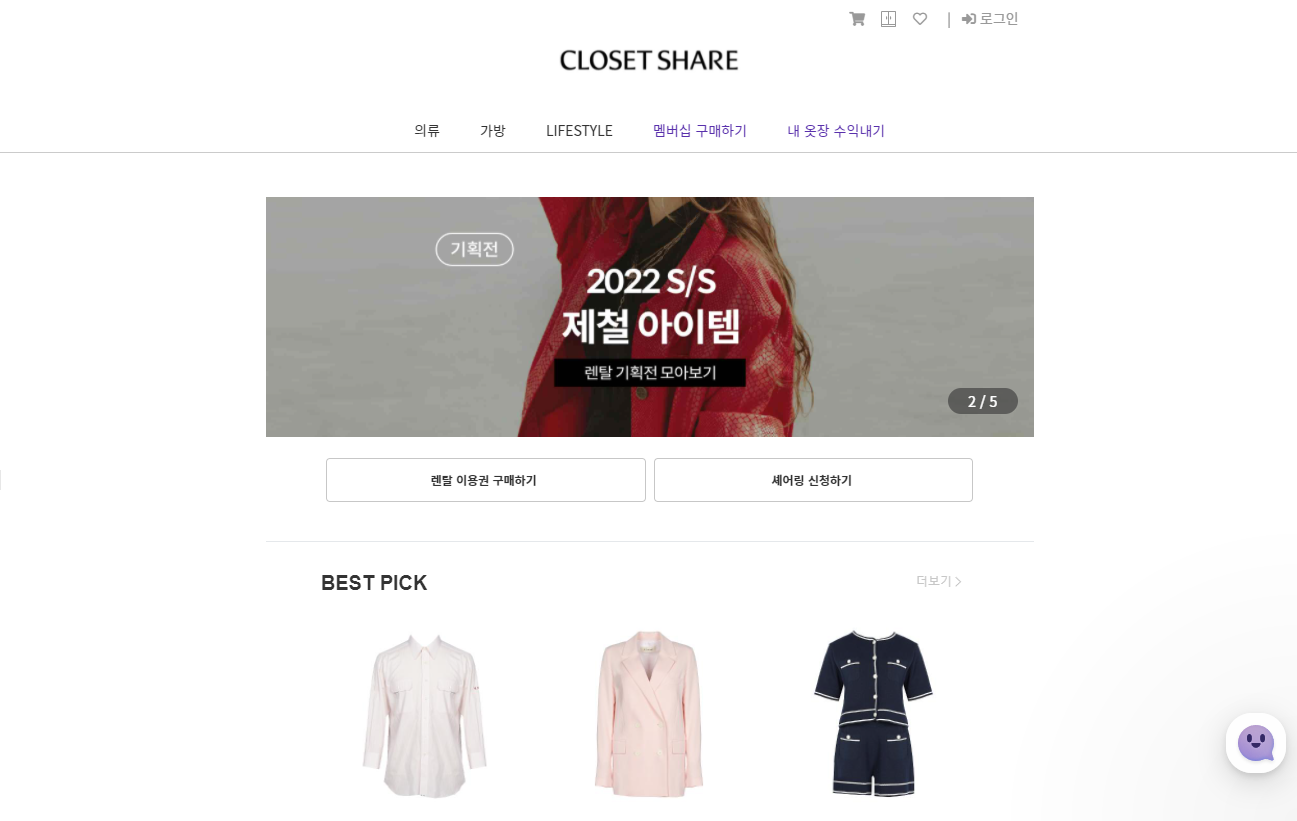 | 로그인
CLOSET SHARE
의류 가방 LIFESTYLE 멤버십 구매하기 내 옷장 수익내기
기획전
2022 S/S
제철 아이템
렌탈 기획전 모아보기
2 / 5
렌탈 이용권 구매하기 셰어링 신청하기
BEST PICK 더보기 >